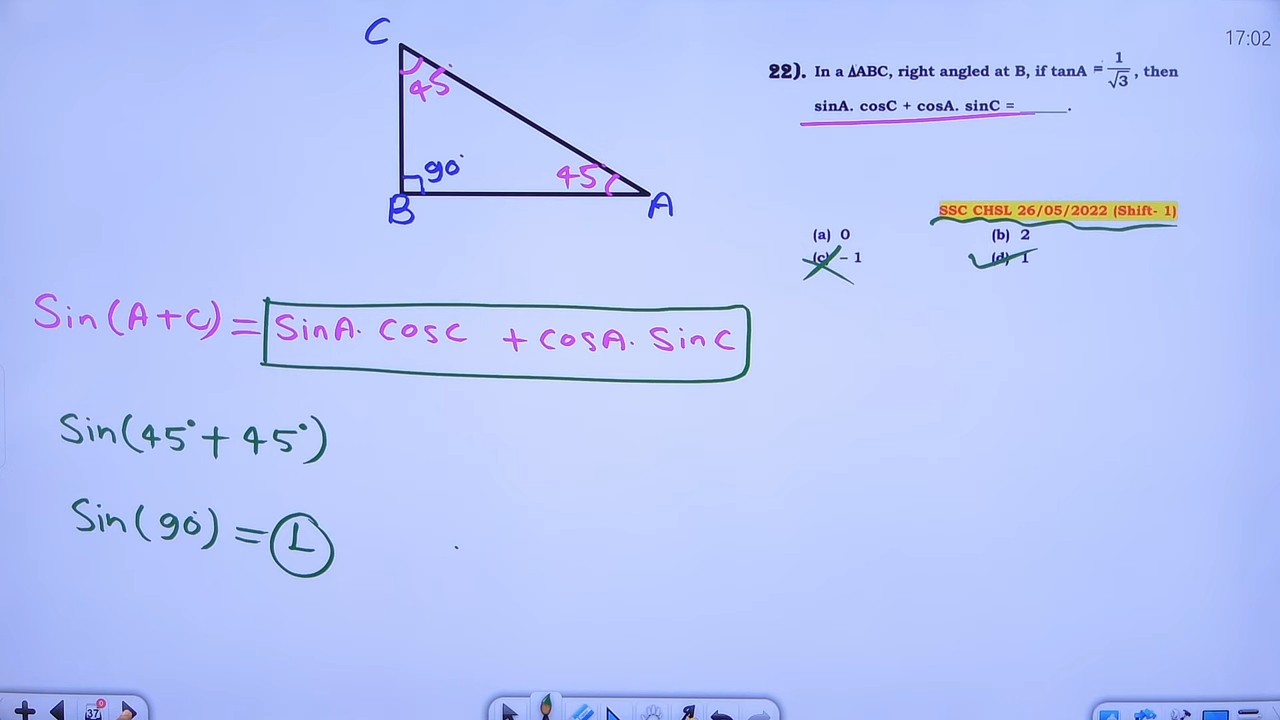 17:02
C
45
90°
45
B
A
22). In a ΔABC, right angled at B, if tanA = 1/√3, then
sinA. cosC + cosA. sinC = ______.
SSC CHSL 26/05/2022 (Shift- 1)
(a) 0 (b) 2
(c) – 1 (d) 1
Sin(A+C) = SinA. CosC + CosA. SinC
Sin(45° + 45°)
Sin(90°) = 1
37
0